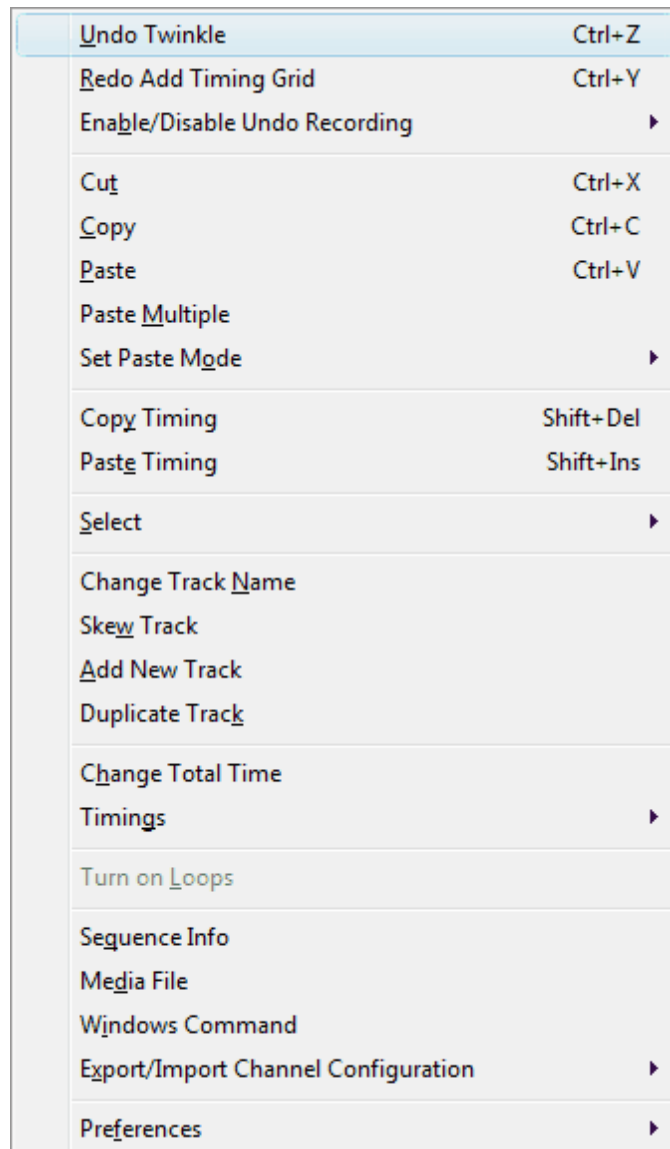 Undo Twinkle Ctrl+Z
Redo Add Timing Grid Ctrl+Y
Enable/Disable Undo Recording
Cut Ctrl+X
Copy Ctrl+C
Paste Ctrl+V
Paste Multiple
Set Paste Mode
Copy Timing Shift+Del
Paste Timing Shift+Ins
Select
Change Track Name
Skew Track
Add New Track
Duplicate Track
Change Total Time
Timings
Turn on Loops
Sequence Info
Media File
Windows Command
Export/Import Channel Configuration
Preferences